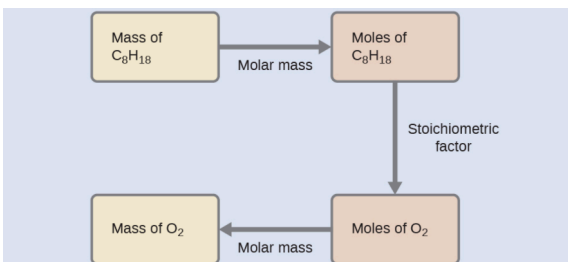 Mass of
C₈H₁₈
Molar mass
Moles of
C₈H₁₈
Stoichiometric
factor
Mass of O₂
Molar mass
Moles of O₂